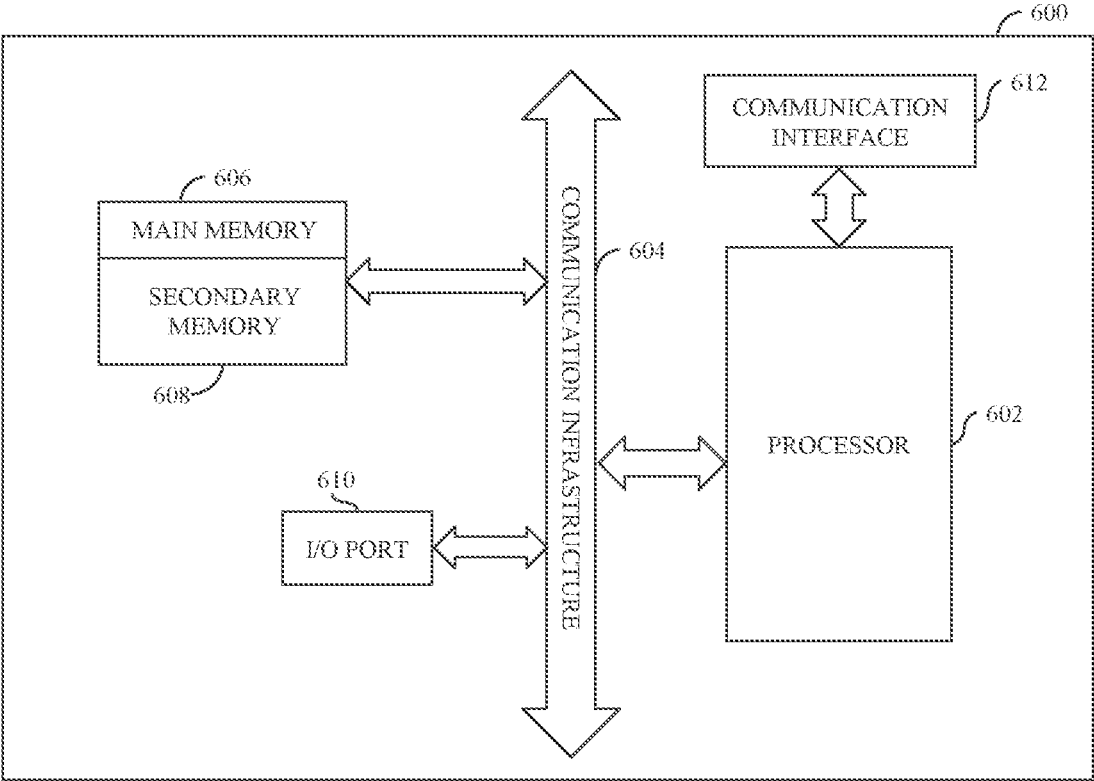 600
612
COMMUNICATION
INTERFACE
606
MAIN MEMORY
SECONDARY
MEMORY
608
COMMUNICATION INFRASTRUCTURE
604
602
PROCESSOR
610
I/O PORT